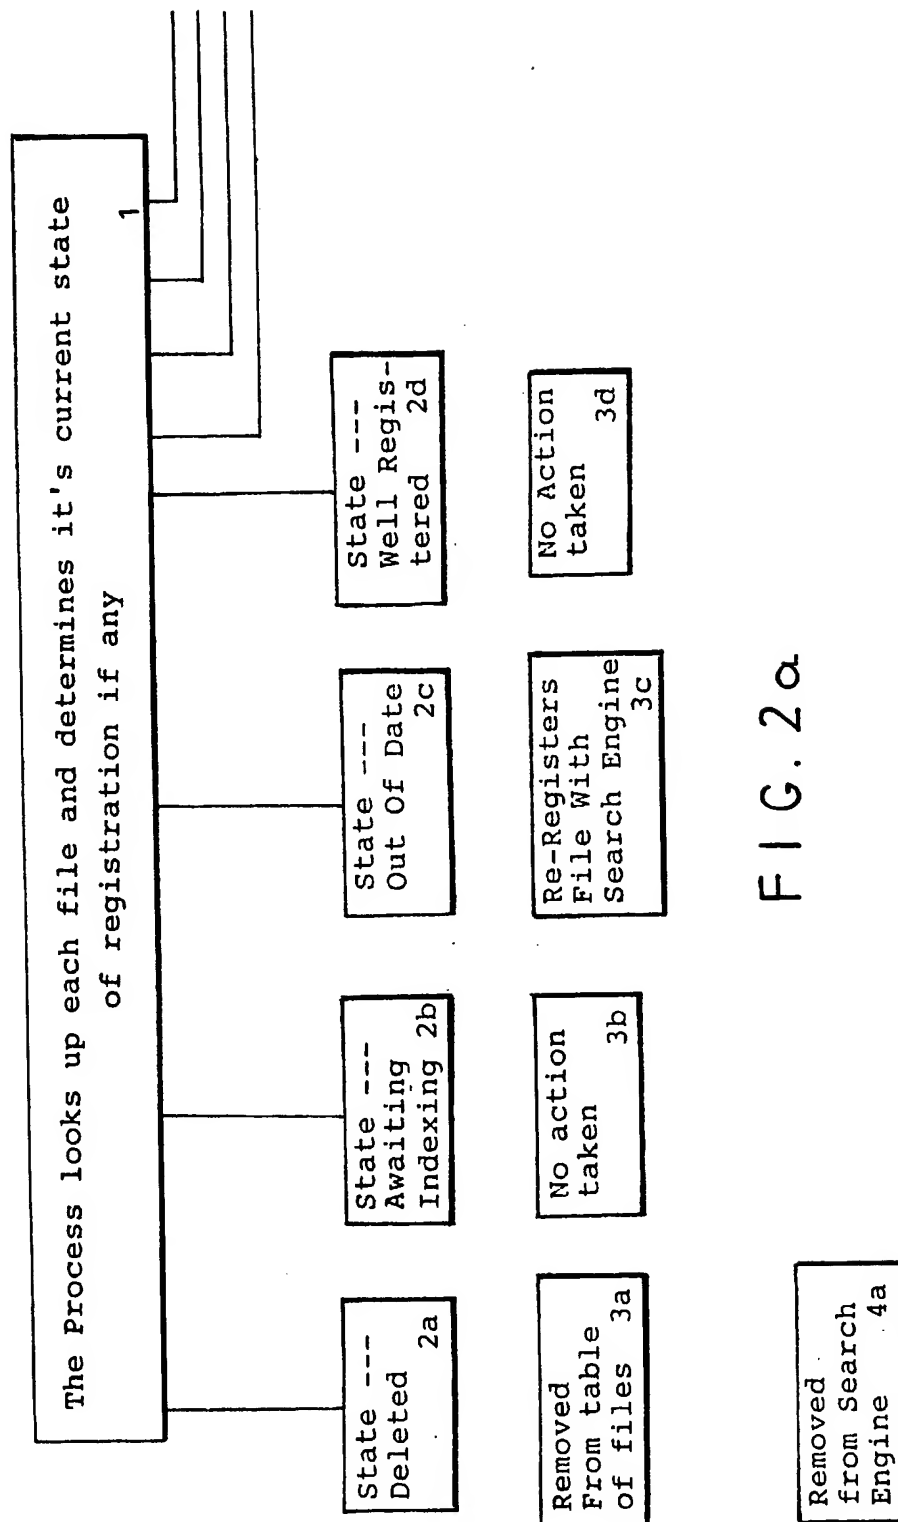 The Process looks up each file and determines it's current state
of registration if any
1
State ---
Deleted
2a
State ---
Awaiting
Indexing 2b
State ---
Out Of Date
2c
State ---
Well Regis-
tered 2d
Removed
From table
of files 3a
No action
taken
3b
Re-Registers
File With
Search Engine
3c
No Action
taken
3d
Removed
from Search
Engine 4a
FIG. 2a